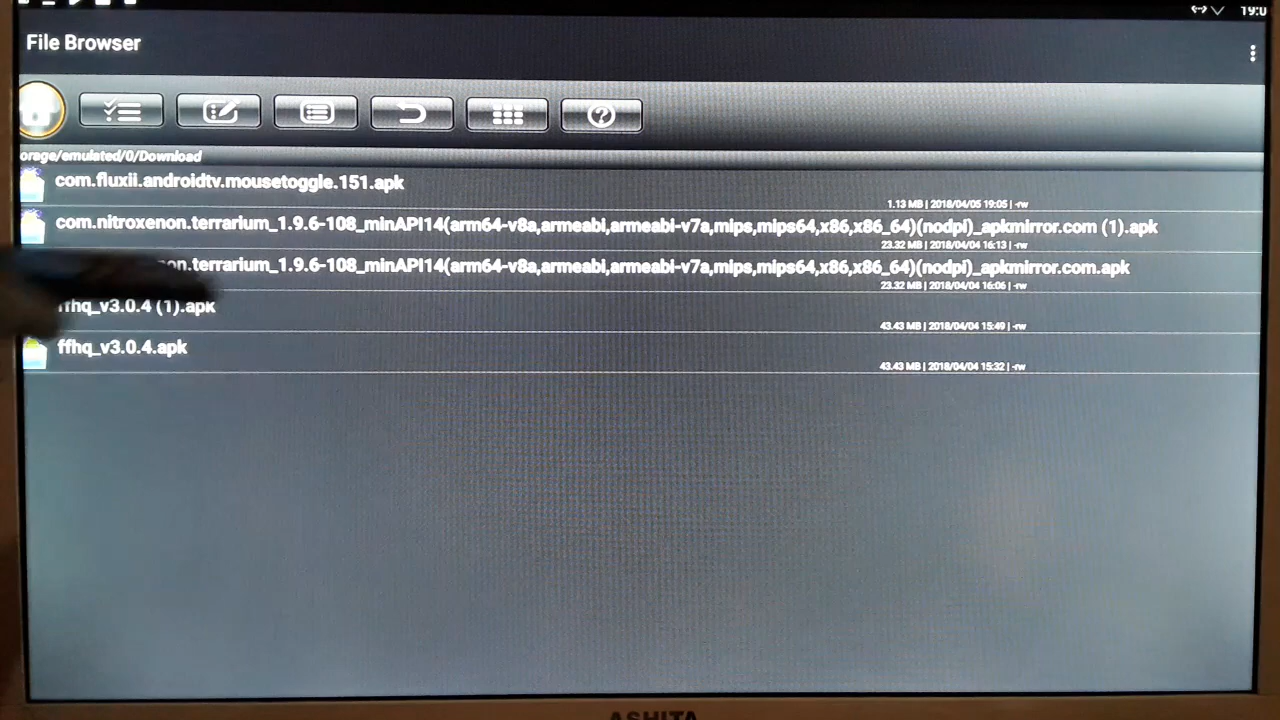 19:0
File Browser
orage/emulated/0/Download
com.fluxii.androidtv.mousetoggle.151.apk
1.13 MB | 2018/04/05 19:05 | -rw
com.nitroxenon.terrarium_1.9.6-108_minAPI14(arm64-v8a,armeabi,armeabi-v7a,mips,mips64,x86,x86_64)(nodpi)_apkmirror.com (1).apk
23.32 MB | 2018/04/04 16:13 | -rw
on.terrarium_1.9.6-108_minAPI14(arm64-v8a,armeabi,armeabi-v7a,mips,mips64,x86,x86_64)(nodpi)_apkmirror.com.apk
23.32 MB | 2018/04/04 16:06 | -rw
ffhq_v3.0.4 (1).apk
43.43 MB | 2018/04/04 15:49 | -rw
ffhq_v3.0.4.apk
43.43 MB | 2018/04/04 15:32 | -rw
ASHITA